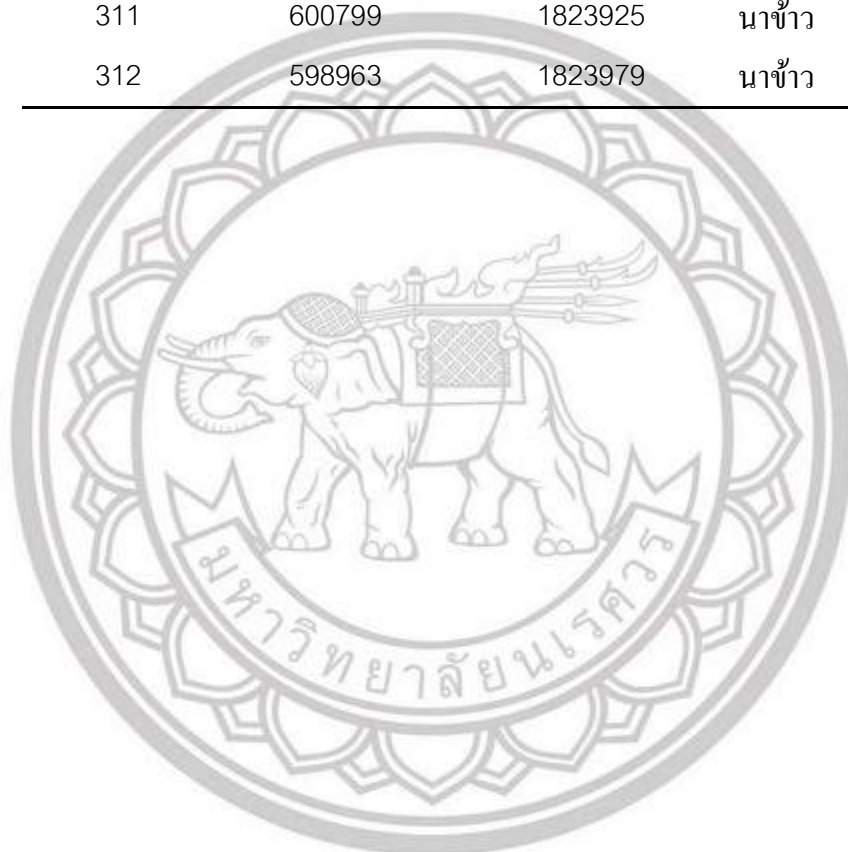 311 600799 1823925 นาข้าว
312 598963 1823979 นาข้าว
มหาวิทยาลัยนเรศวร